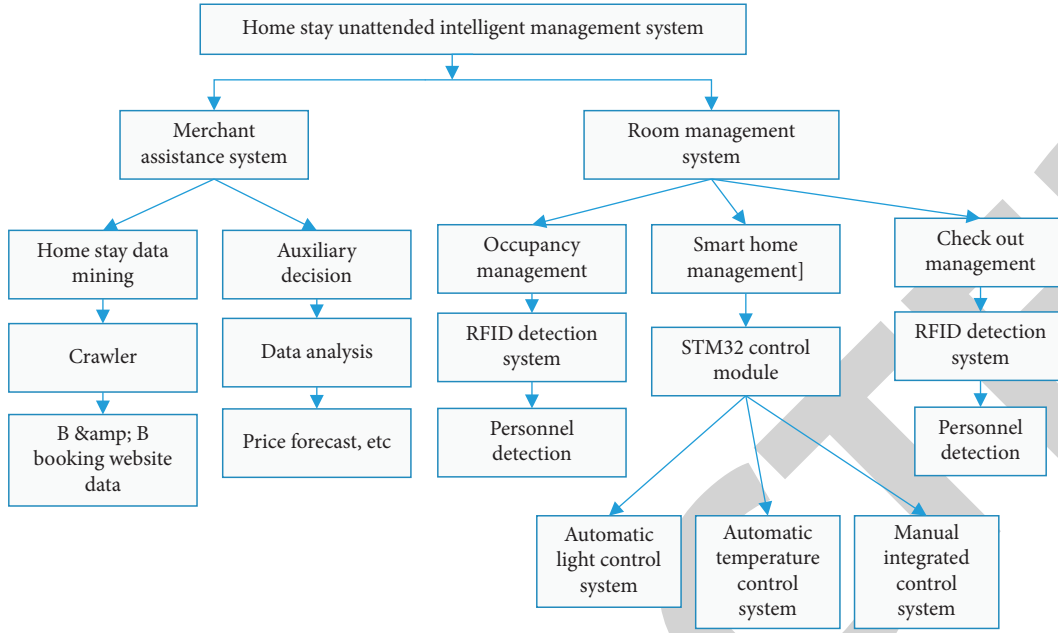 Home stay unattended intelligent management system
Merchant
assistance system
Room management
system
Home stay data
mining
Auxiliary
decision
Occupancy
management
Smart home
management]
Check out
management
Crawler
Data analysis
RFID detection
system
STM32 control
module
RFID detection
system
B &amp; B
booking website
data
Price forecast, etc
Personnel
detection
Personnel
detection
Automatic
light control
system
Automatic
temperature
control
system
Manual
integrated
control
system